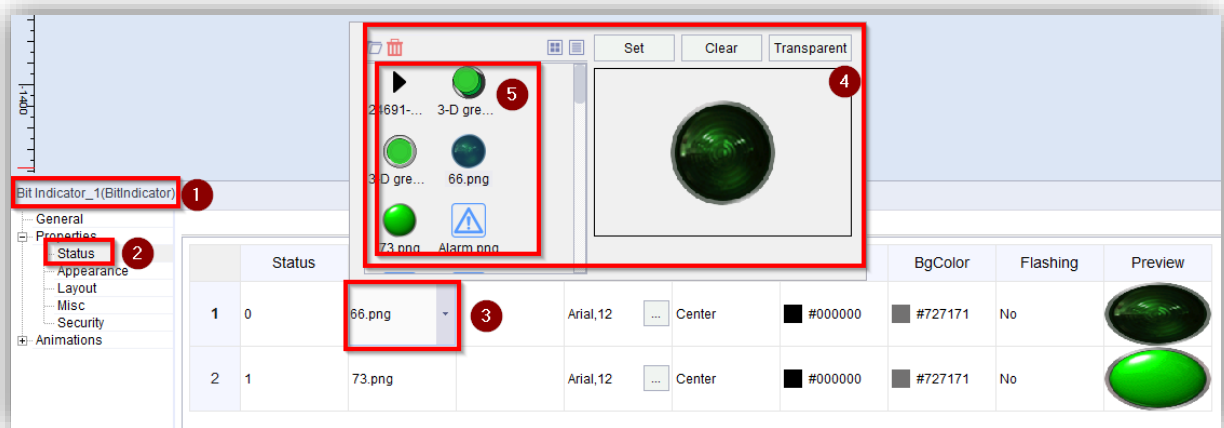 -1400
Set Clear Transparent
4
5
24691-... 3-D gre...
3-D gre... 66.png
73.png Alarm.png
Bit Indicator_1(BitIndicator) 1
General
Properties
Status 2
Appearance
Layout
Misc
Security
Animations
Status BgColor Flashing Preview
1 0 66.png 3 Arial,12 ... Center #000000 #727171 No
2 1 73.png Arial,12 ... Center #000000 #727171 No